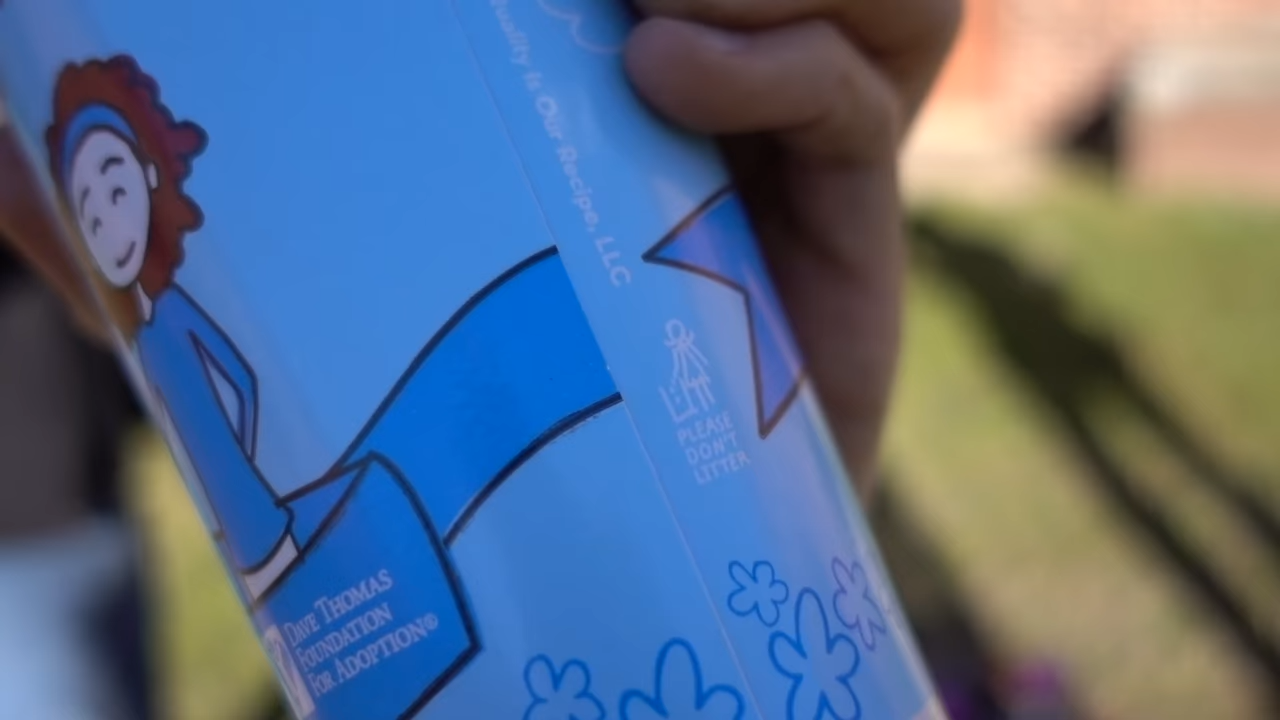 Quality Is Our Recipe, LLC
PLEASE
DON'T
LITTER
DAVE THOMAS
FOUNDATION
FOR ADOPTION®